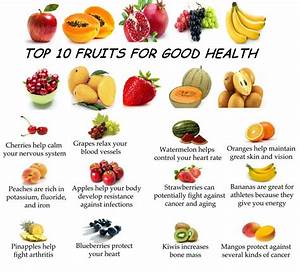 TOP 10 FRUITS FOR GOOD HEALTH
Cherries help calm
your nervous system
Grapes relax your
blood vessels
Watermelon helps
control your heart rate
Oranges help maintain
great skin and vision
Peaches are rich in
potassium, fluoride, and
iron
Apples help your body
develop resistance
against infections
Strawberries can
potentially fight against
cancer and aging
Bananas are great for
athletes because they
give you energy
Pinapples help
fight arthritis
Blueberries protect
your heart
Kiwis increases
bone mass
Mangos protect against
several kinds of cancer